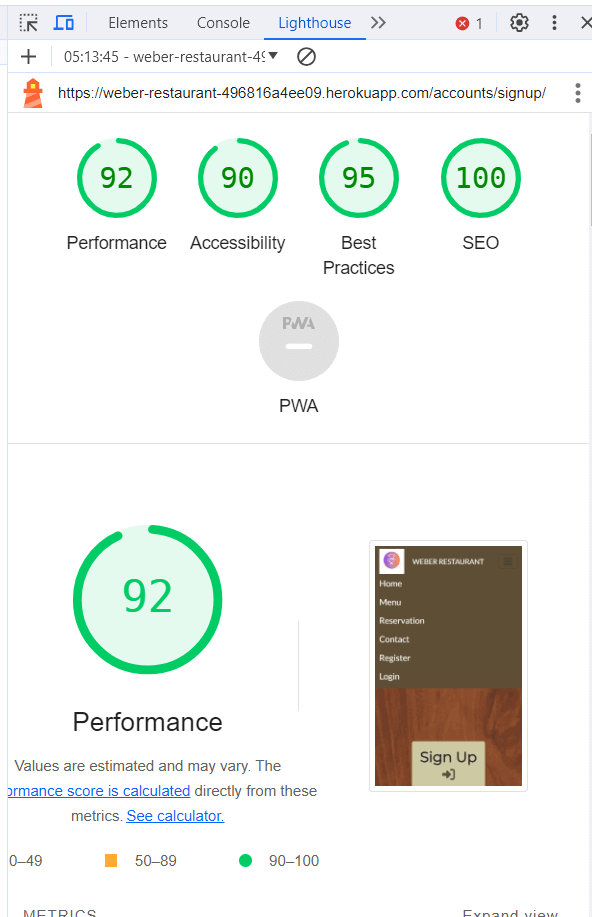 Elements Console Lighthouse 1
05:13:45 - weber-restaurant-49
https://weber-restaurant-496816a4ee09.herokuapp.com/accounts/signup/
92 90 95 100
Performance Accessibility Best Practices SEO
PWA
PWA
92
WEBER RESTAURANT
Home
Menu
Reservation
Contact
Register
Login
Sign Up
Performance
Values are estimated and may vary. The
ormance score is calculated directly from these
metrics. See calculator.
0–49 50–89 90–100
METRICS Expand view